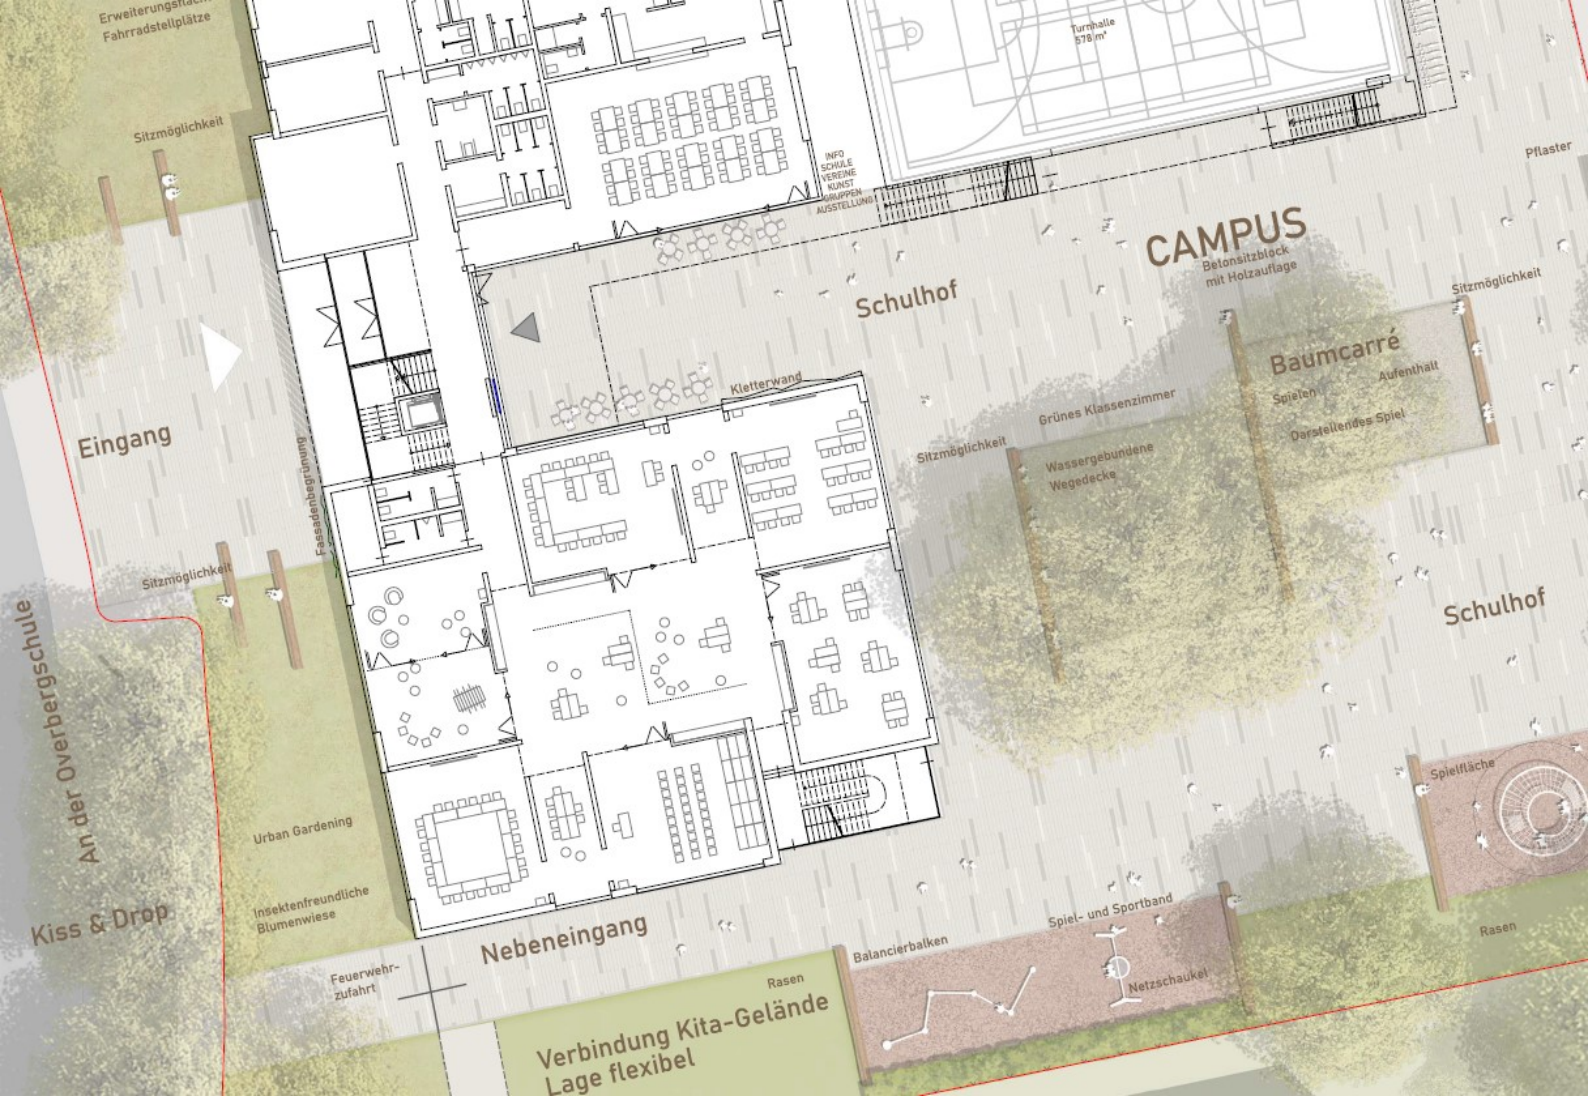 Erweiterungsfläche
Fahrradstellplätze
Sitzmöglichkeit
Turnhalle
578 m²
INFO
SCHULE
VEREINE
KUNST
GRUPPEN
AUSSTELLUNG
Pflaster
CAMPUS
Betonsitzblock
mit Holzauflage
Schulhof
Sitzmöglichkeit
Baumcarré
Aufenthalt
Spielen
Darstellendes Spiel
Kletterwand
Grünes Klassenzimmer
Sitzmöglichkeit
Wassergebundene
Wegedecke
Eingang
Fassadenbegrünung
Sitzmöglichkeit
Schulhof
An der Overbergschule
Kiss & Drop
Urban Gardening
Insektenfreundliche
Blumenwiese
Spielfläche
Nebeneingang
Feuerwehr-
zufahrt
Spiel- und Sportband
Balancierbalken
Netzschaukel
Rasen
Rasen
Verbindung Kita-Gelände
Lage flexibel